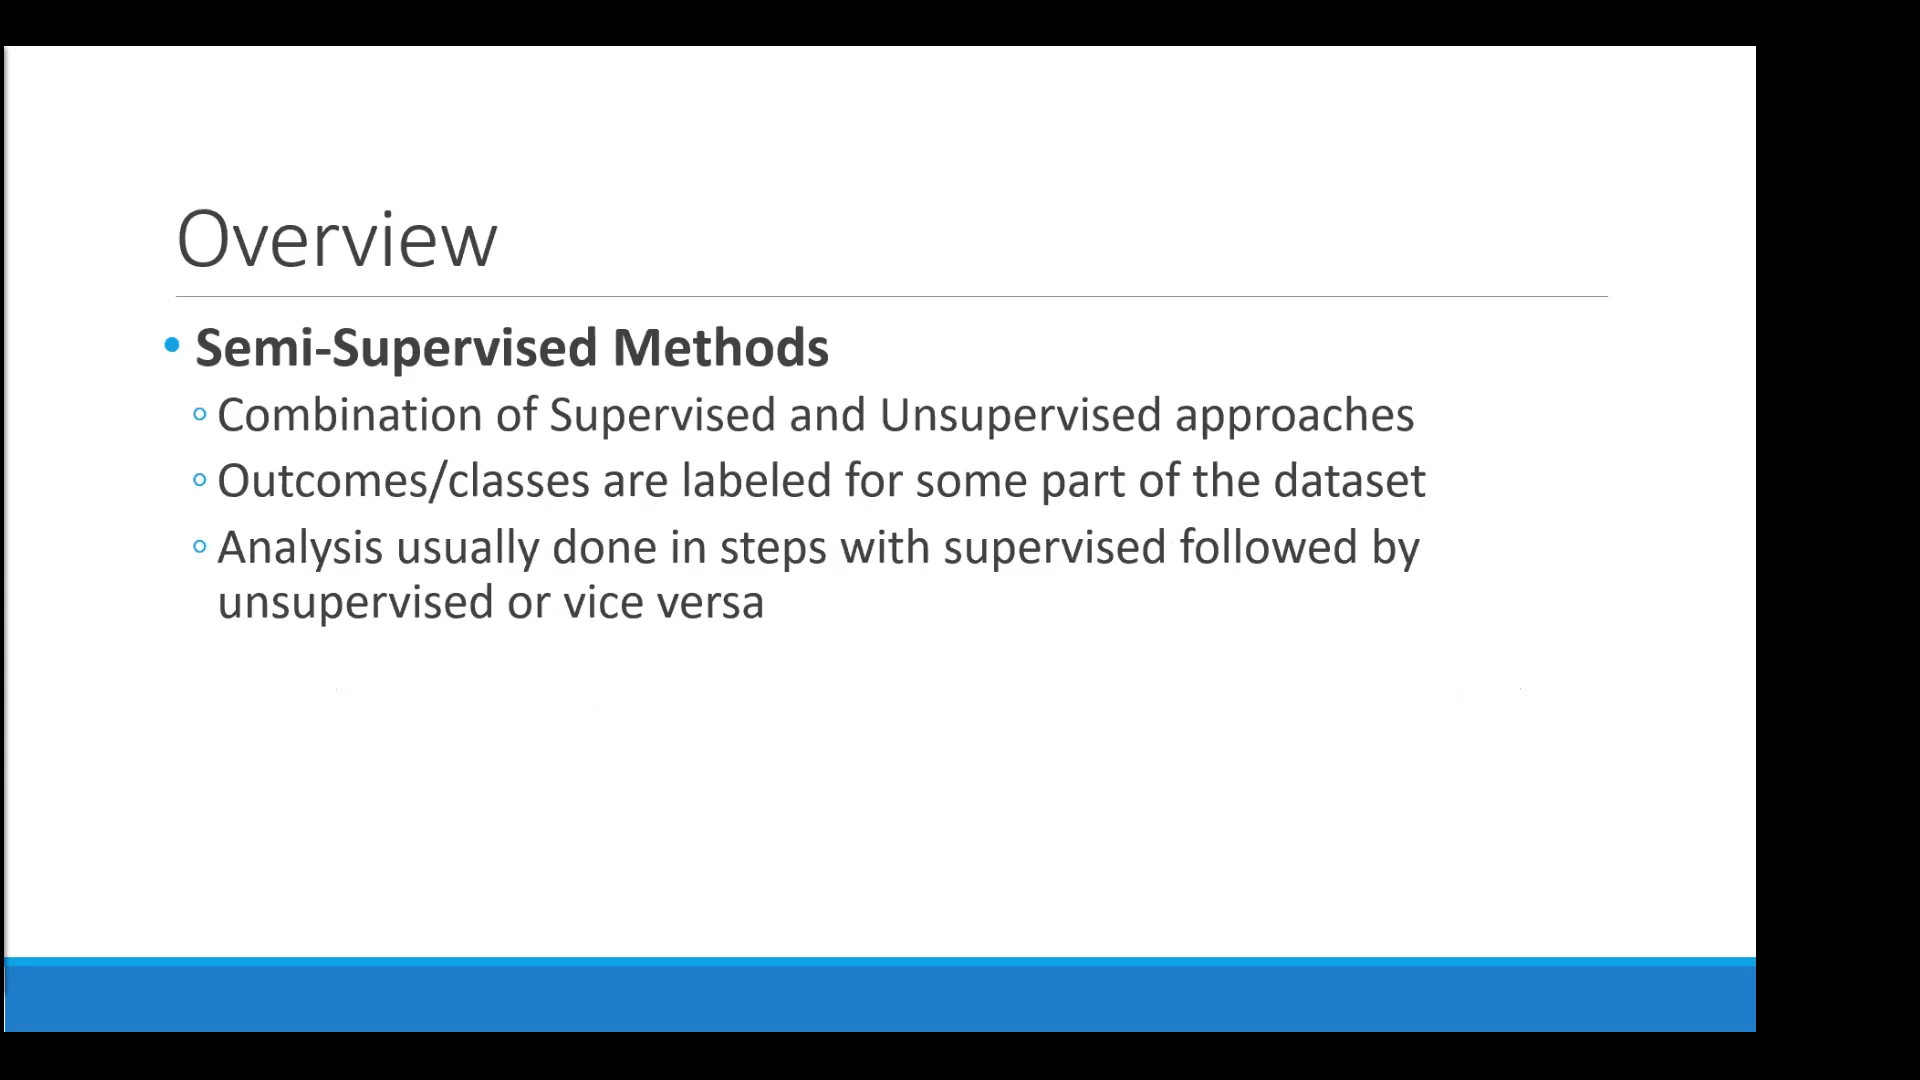 Overview
• Semi-Supervised Methods
◦ Combination of Supervised and Unsupervised approaches
◦ Outcomes/classes are labeled for some part of the dataset
◦ Analysis usually done in steps with supervised followed by
unsupervised or vice versa